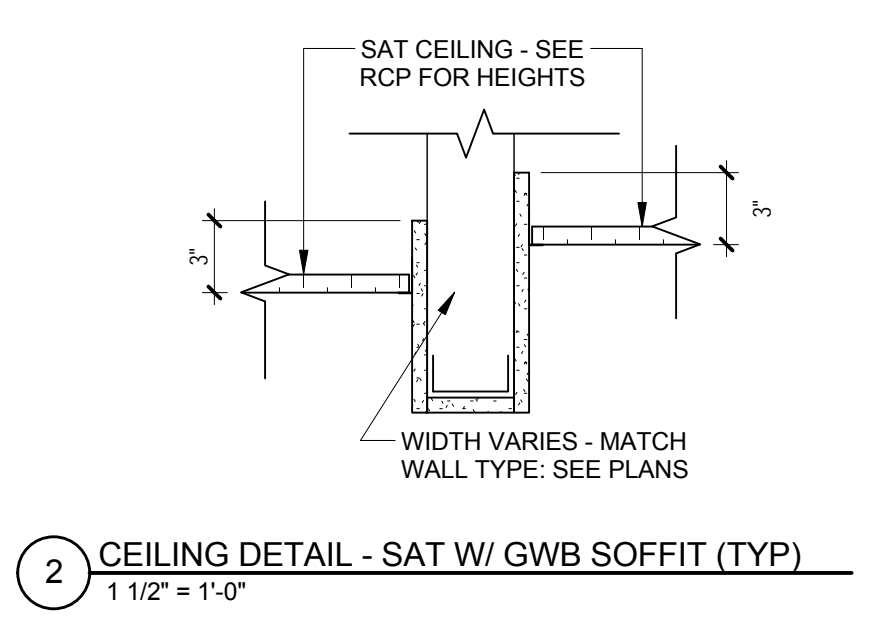 SAT CEILING - SEE
RCP FOR HEIGHTS
3"
3"
WIDTH VARIES - MATCH
WALL TYPE: SEE PLANS
2
CEILING DETAIL - SAT W/ GWB SOFFIT (TYP)
1 1/2" = 1'-0"